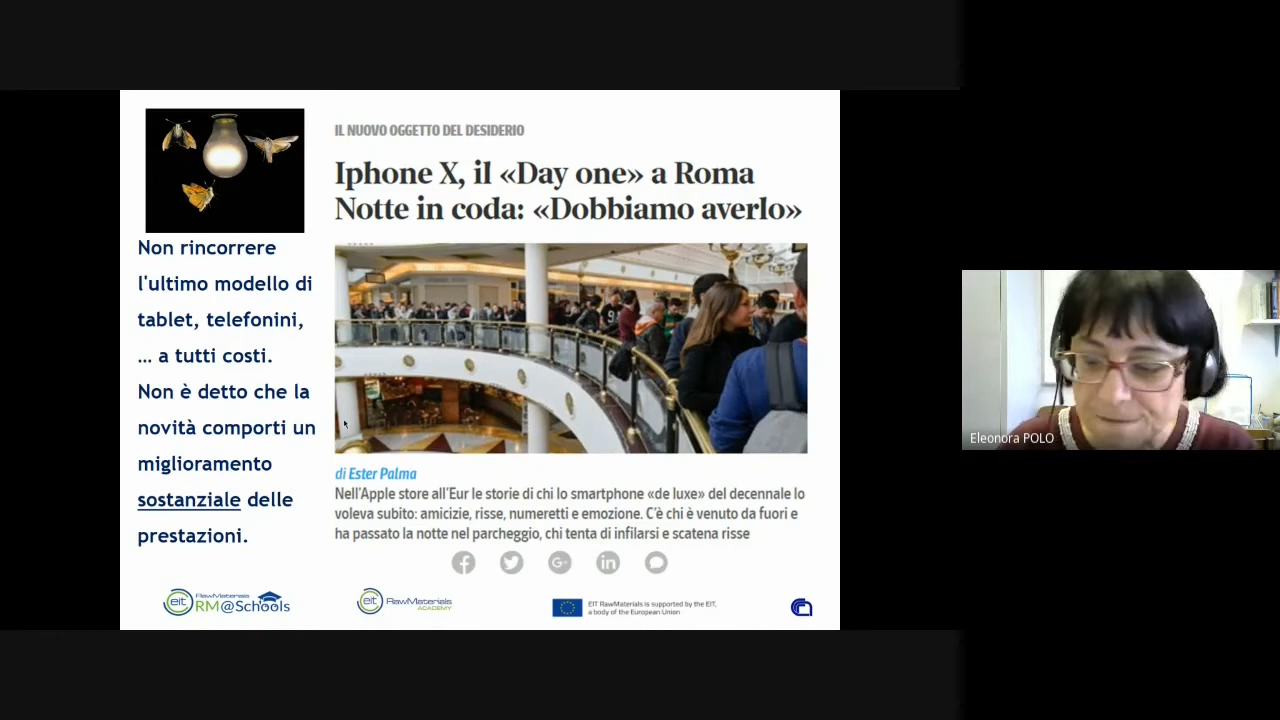 IL NUOVO OGGETTO DEL DESIDERIO
Iphone X, il «Day one» a Roma
Notte in coda: «Dobbiamo averlo»
Non rincorrere
l'ultimo modello di
tablet, telefonini,
... a tutti costi.
Non è detto che la
novità comporti un
miglioramento
sostanziale delle
prestazioni.
di Ester Palma
Nell'Apple store all'Eur le storie di chi lo smartphone «de luxe» del decennale lo
voleva subito: amicizie, risse, numeretti e emozione. C'è chi è venuto da fuori e
ha passato la notte nel parcheggio, chi tenta di infilarsi e scatena risse
eit RawMaterials
RM@Schools
eit RawMaterials
ACADEMY
EIT RawMaterials is supported by the EIT,
a body of the European Union
Eleonora POLO